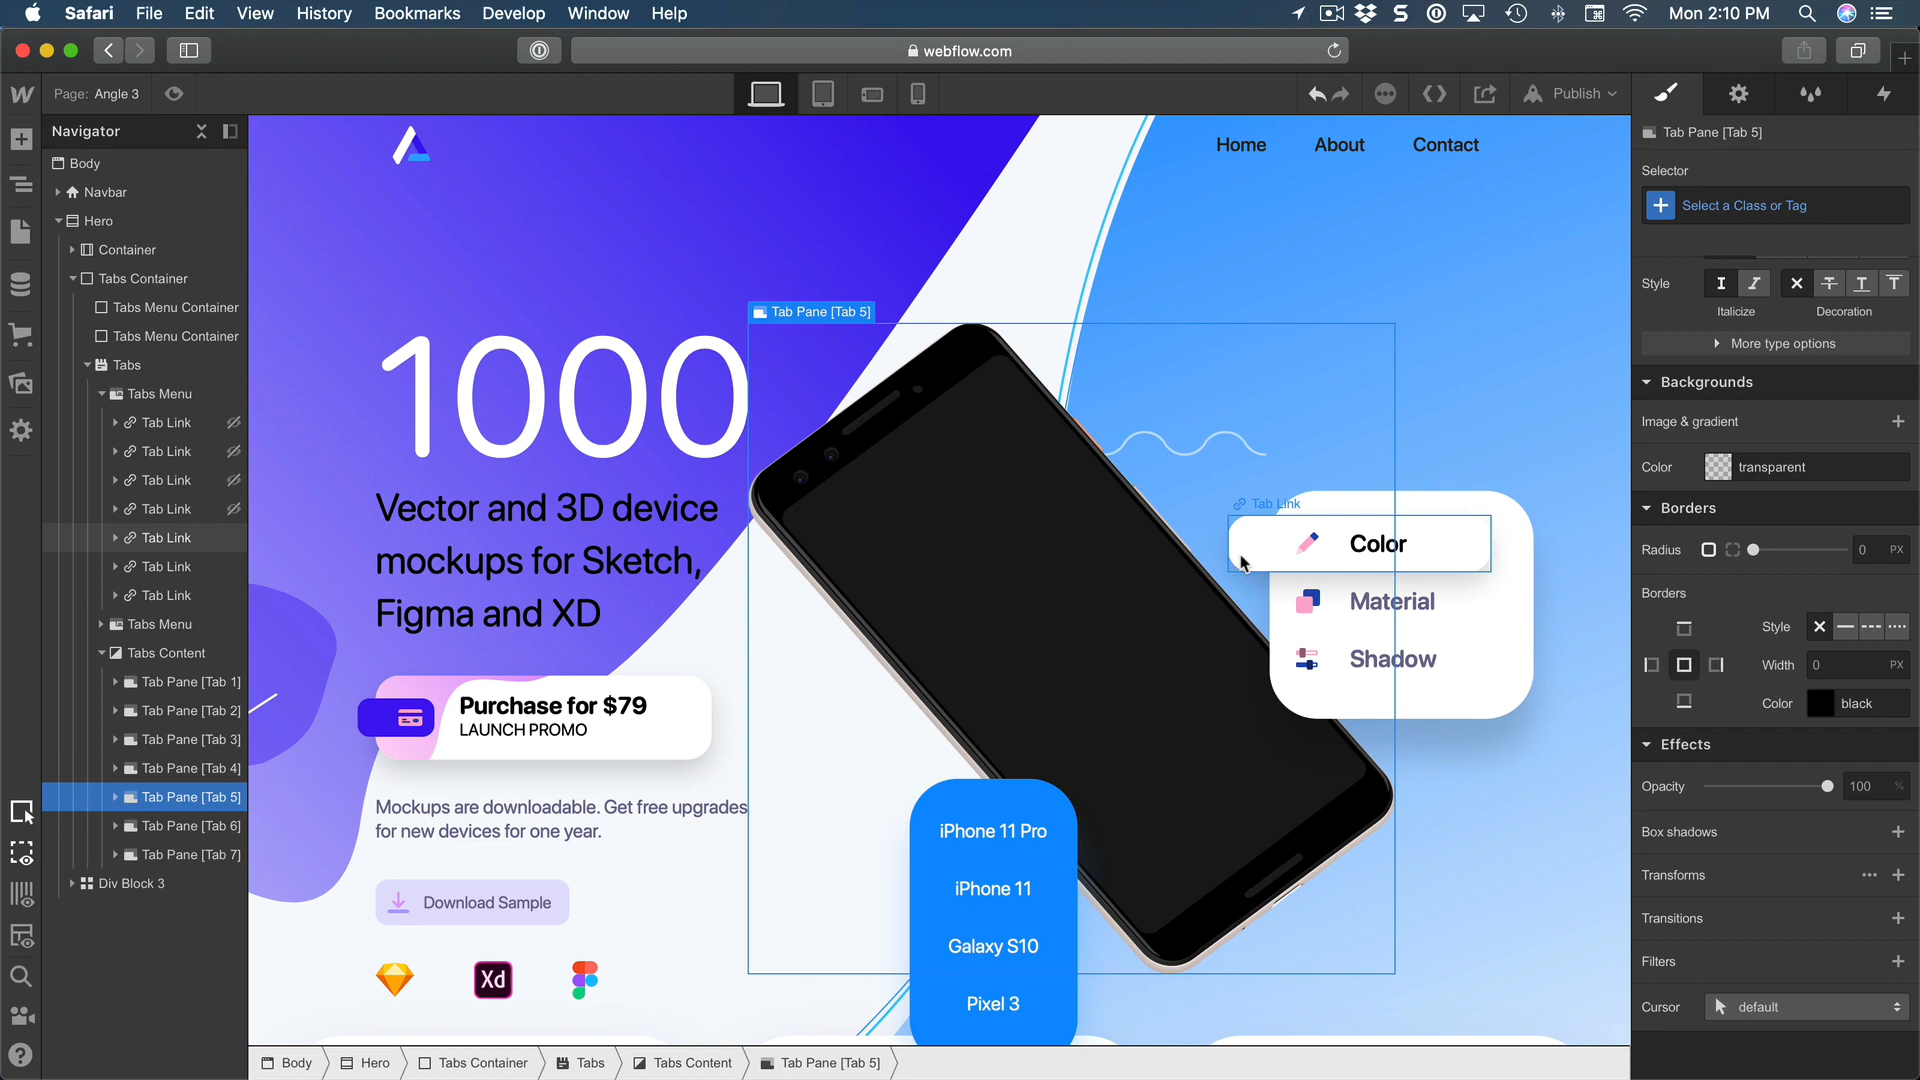 Safari File Edit View History Bookmarks Develop Window Help
Mon 2:10 PM
webflow.com
Page: Angle 3
Publish
Navigator
Body
Navbar
Hero
Container
Tabs Container
Tabs Menu Container
Tabs Menu Container
Tabs
Tabs Menu
Tab Link
Tab Link
Tab Link
Tab Link
Tab Link
Tab Link
Tab Link
Tabs Menu
Tabs Content
Tab Pane [Tab 1]
Tab Pane [Tab 2]
Tab Pane [Tab 3]
Tab Pane [Tab 4]
Tab Pane [Tab 5]
Tab Pane [Tab 6]
Tab Pane [Tab 7]
Div Block 3
Home About Contact
Tab Pane [Tab 5]
1000
Vector and 3D device
mockups for Sketch,
Figma and XD
Purchase for $79
LAUNCH PROMO
Mockups are downloadable. Get free upgrades
for new devices for one year.
Download Sample
Xd
Tab Link
Color
Material
Shadow
iPhone 11 Pro
iPhone 11
Galaxy S10
Pixel 3
Body Hero Tabs Container Tabs Tabs Content Tab Pane [Tab 5]
Tab Pane [Tab 5]
Selector
Select a Class or Tag
Style
Italicize Decoration
More type options
Backgrounds
Image & gradient
Color transparent
Borders
Radius 0 PX
Borders
Style
Width 0 PX
Color black
Effects
Opacity 100 %
Box shadows
Transforms
Transitions
Filters
Cursor default